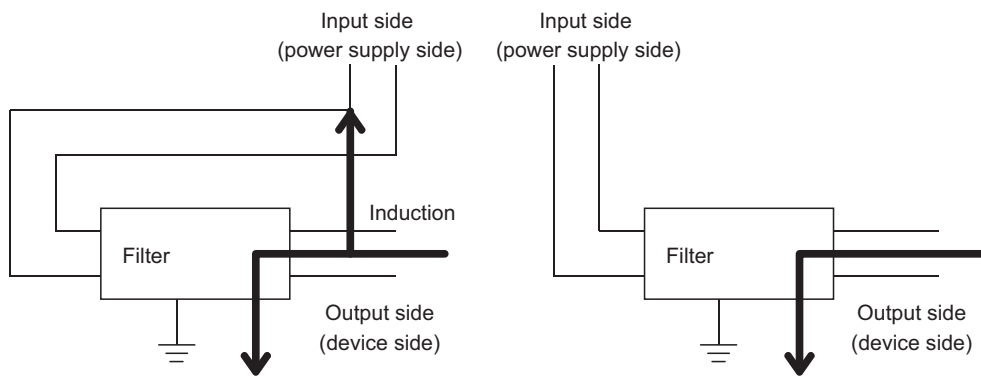 Input side
(power supply side)
Induction
Filter
Output side
(device side)
Input side
(power supply side)
Filter
Output side
(device side)